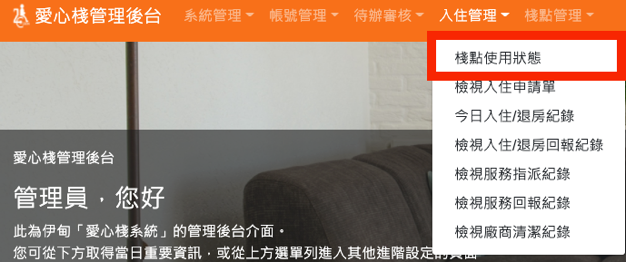 愛心棧管理後台 系統管理 帳號管理 待辦審核 入住管理 棧點管理
棧點使用狀態
檢視入住申請單
今日入住/退房紀錄
檢視入住/退房回報紀錄
檢視服務指派紀錄
檢視服務回報紀錄
檢視廠商清潔紀錄
愛心棧管理後台
管理員，您好
此為伊甸「愛心棧系統」的管理後台介面。
您可從下方取得當日重要資訊，或從上方選單列進入其他進階設定的頁面